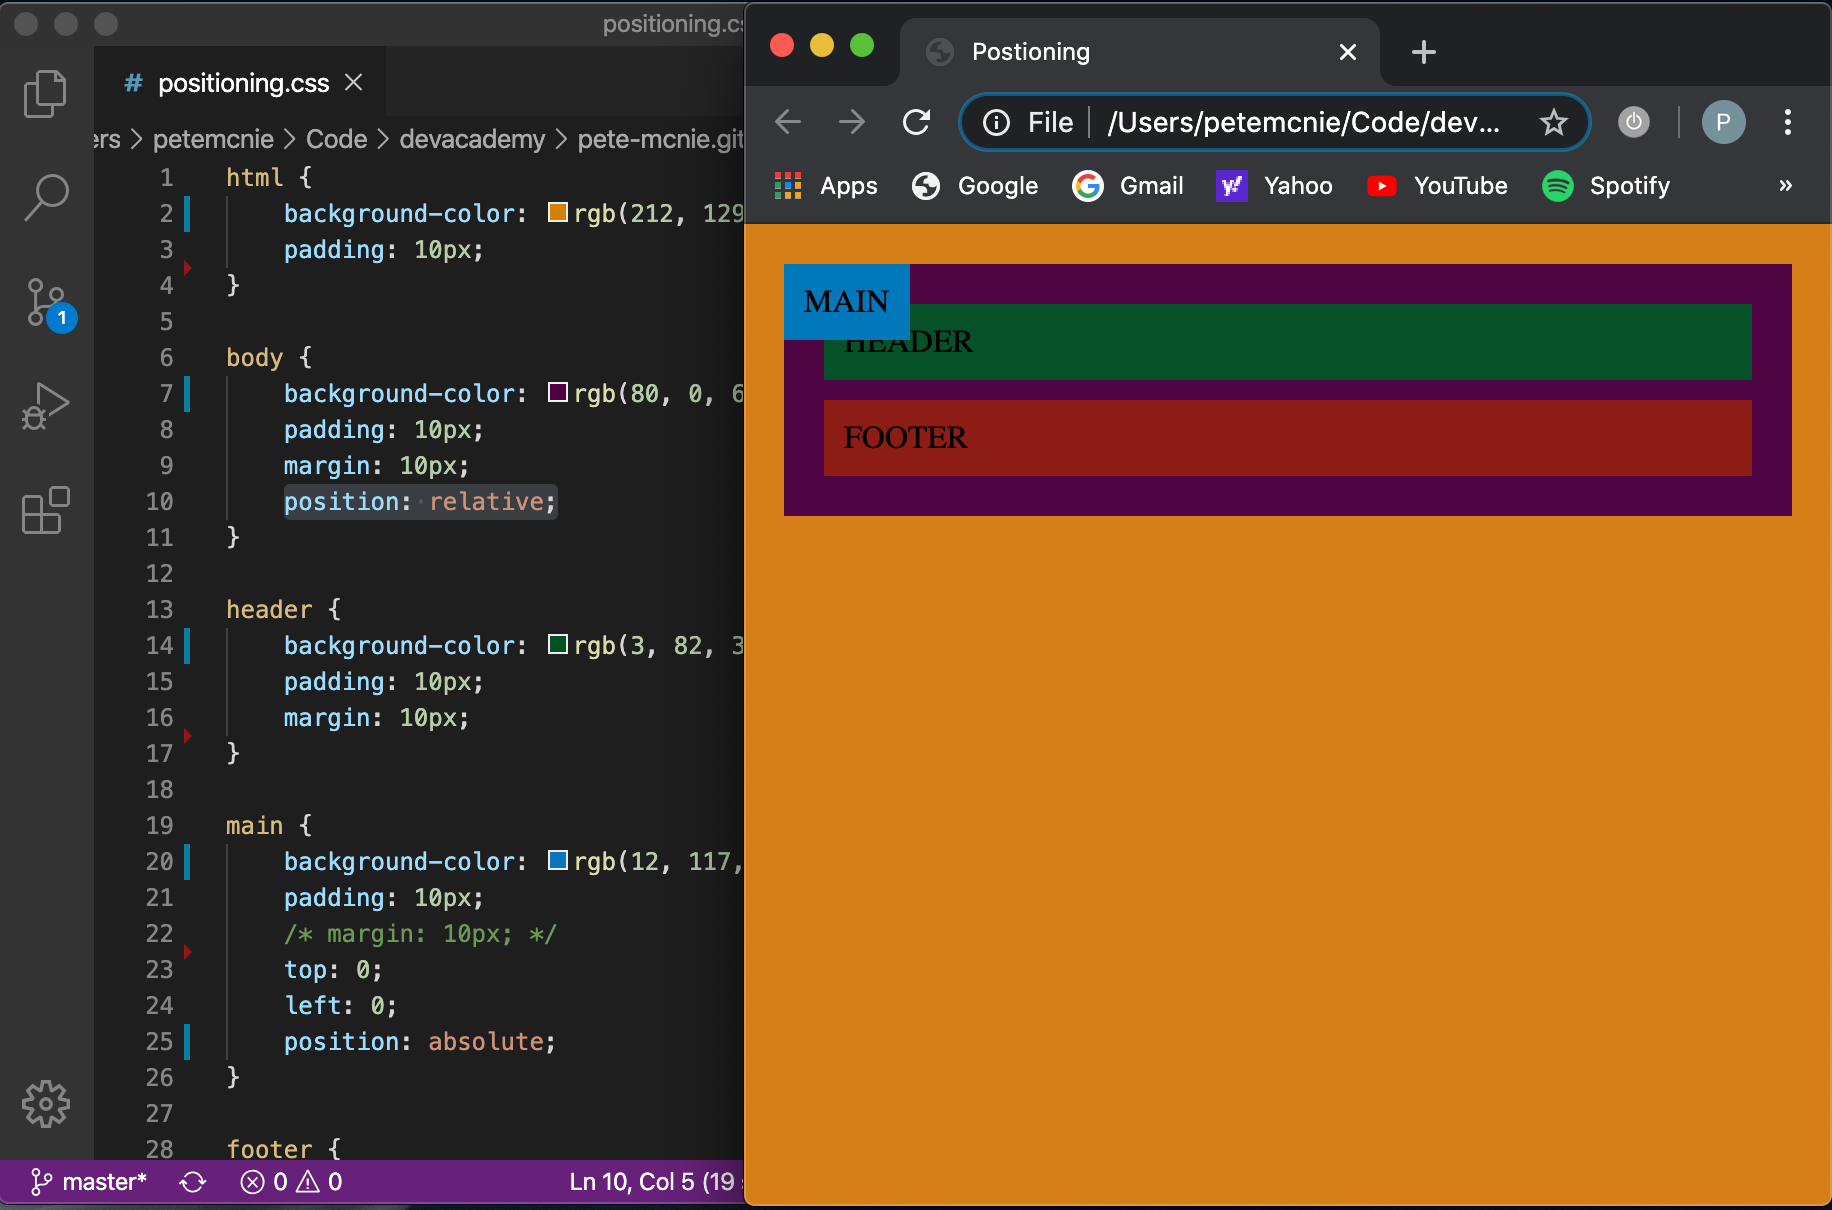 positioning.cs
# positioning.css
ers > petemcnie > Code > devacademy > pete-mcnie.git
1 html {
2 background-color: rgb(212, 129
3 padding: 10px;
4 }
5
6 body {
7 background-color: rgb(80, 0, 6
8 padding: 10px;
9 margin: 10px;
10 position: relative;
11 }
12
13 header {
14 background-color: rgb(3, 82, 3
15 padding: 10px;
16 margin: 10px;
17 }
18
19 main {
20 background-color: rgb(12, 117,
21 padding: 10px;
22 /* margin: 10px; */
23 top: 0;
24 left: 0;
25 position: absolute;
26 }
27
28 footer {
1
master* 0 0 Ln 10, Col 5 (19
Postioning
File /Users/petemcnie/Code/dev... P
Apps Google Gmail Yahoo YouTube Spotify »
MAIN
HEADER
FOOTER